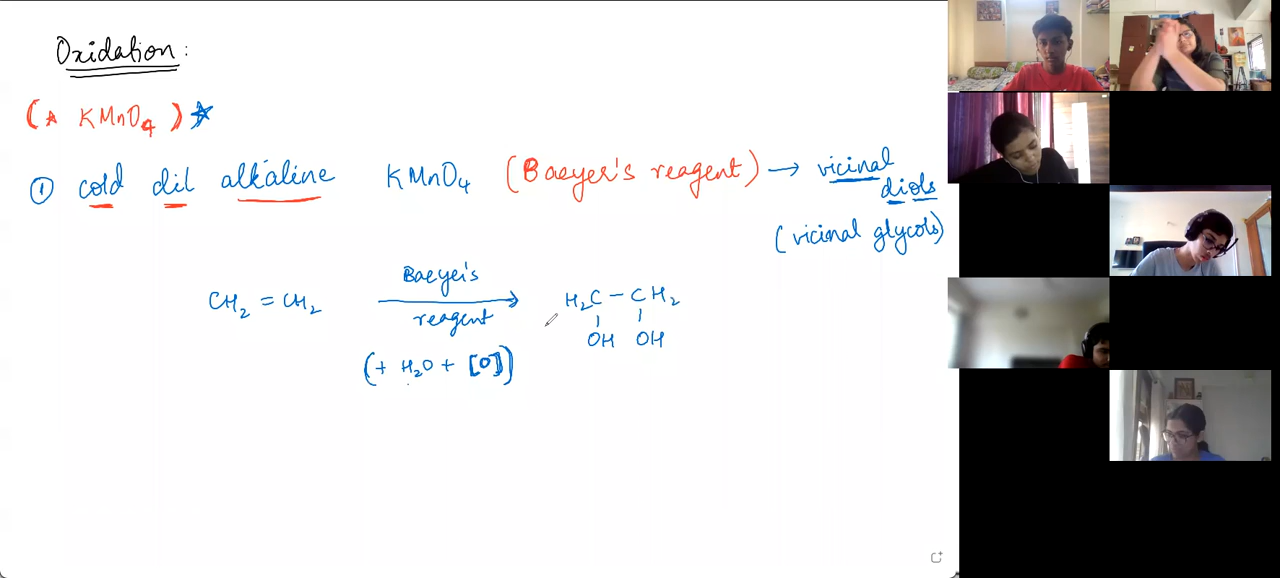 Oxidation:
(* KMnO4) ☆
① cold dil alkaline KMnO4 (Baeyer's reagent) → vicinal
diols
(vicinal glycols)
Baeyer's
CH2 = CH2 → H2C – CH2
reagent
OH OH
(+ H2O + [O])